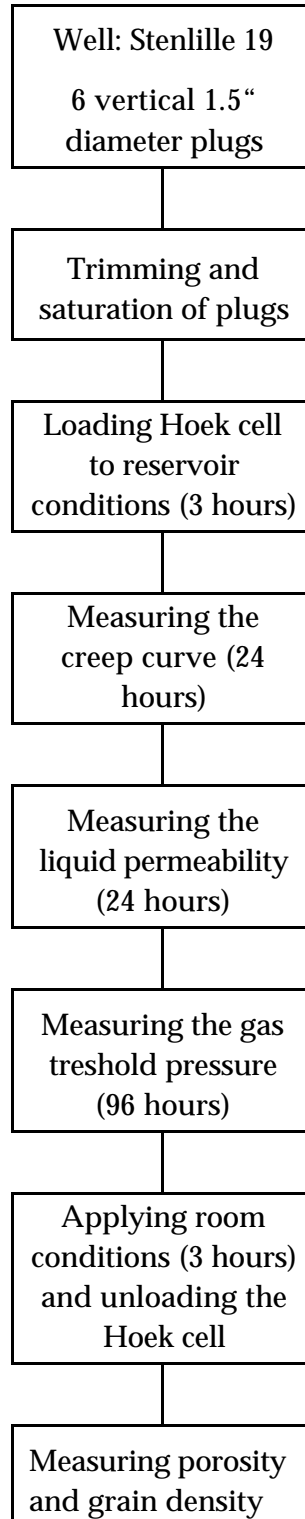 Well: Stenlille 19
6 vertical 1.5“
diameter plugs
Trimming and
saturation of plugs
Loading Hoek cell
to reservoir
conditions (3 hours)
Measuring the
creep curve (24
hours)
Measuring the
liquid permeability
(24 hours)
Measuring the gas
treshold pressure
(96 hours)
Applying room
conditions (3 hours)
and unloading the
Hoek cell
Measuring porosity
and grain density